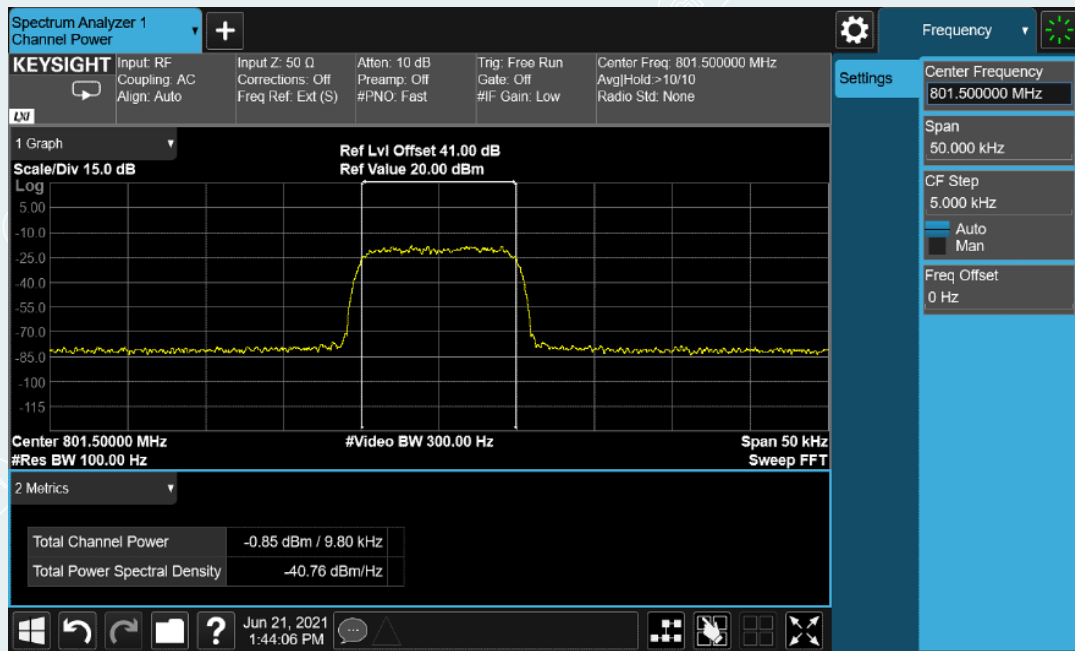 Spectrum Analyzer 1
Channel Power
+
Frequency
KEYSIGHT
LXI
Input: RF
Coupling: AC
Align: Auto
Input Z: 50 Ω
Corrections: Off
Freq Ref: Ext (S)
Atten: 10 dB
Preamp: Off
#PNO: Fast
Trig: Free Run
Gate: Off
#IF Gain: Low
Center Freq: 801.500000 MHz
Avg|Hold:>10/10
Radio Std: None
Settings
Center Frequency
801.500000 MHz
Span
50.000 kHz
CF Step
5.000 kHz
Auto
Man
Freq Offset
0 Hz
1 Graph
Scale/Div 15.0 dB
Ref Lvl Offset 41.00 dB
Ref Value 20.00 dBm
Log
5.00
-10.0
-25.0
-40.0
-55.0
-70.0
-85.0
-100
-115
Center 801.50000 MHz
#Video BW 300.00 Hz
Span 50 kHz
#Res BW 100.00 Hz
Sweep FFT
2 Metrics
Total Channel Power -0.85 dBm / 9.80 kHz
Total Power Spectral Density -40.76 dBm/Hz
?
Jun 21, 2021
1:44:06 PM